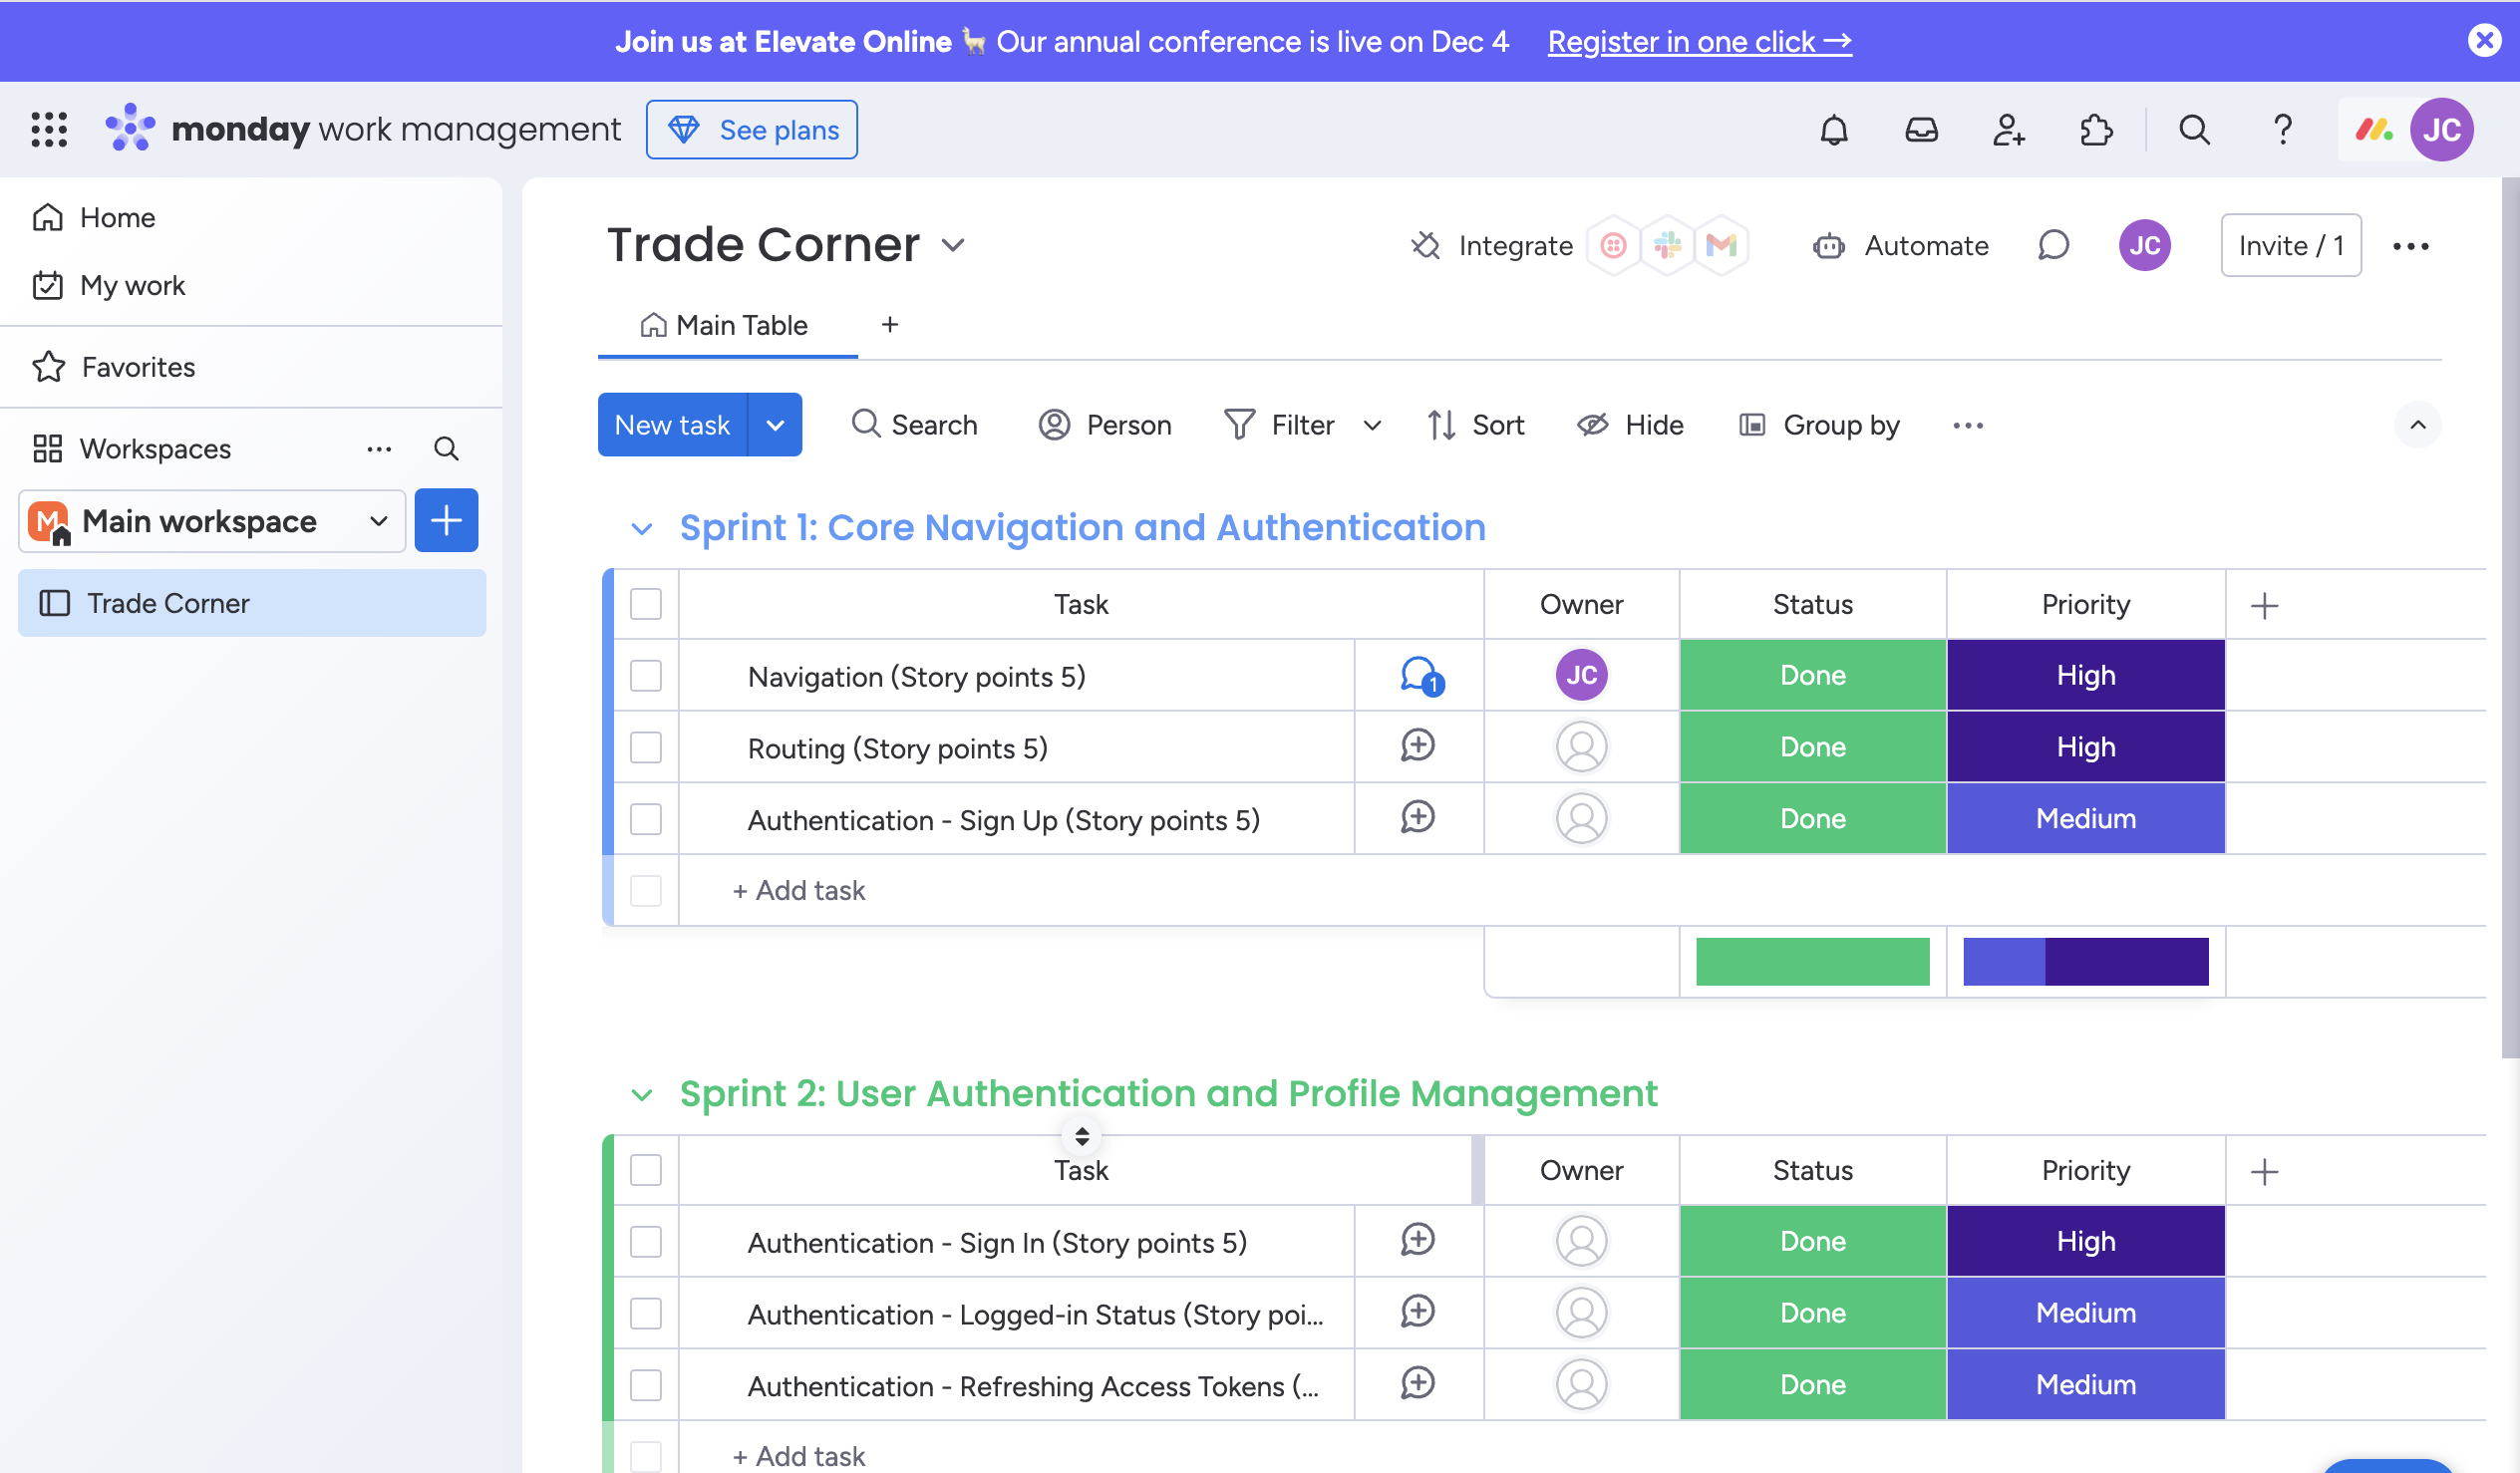 Join us at Elevate Online 🦙 Our annual conference is live on Dec 4 Register in one click →
monday work management See plans
JC
Home
My work
Favorites
Workspaces
M Main workspace
Trade Corner
Trade Corner
Integrate Automate JC Invite / 1
Main Table +
New task Search Person Filter Sort Hide Group by
Sprint 1: Core Navigation and Authentication
Task Owner Status Priority
Navigation (Story points 5) 1 JC Done High
Routing (Story points 5) Done High
Authentication - Sign Up (Story points 5) Done Medium
+ Add task
Sprint 2: User Authentication and Profile Management
Task Owner Status Priority
Authentication - Sign In (Story points 5) Done High
Authentication - Logged-in Status (Story poi... Done Medium
Authentication - Refreshing Access Tokens (... Done Medium
+ Add task